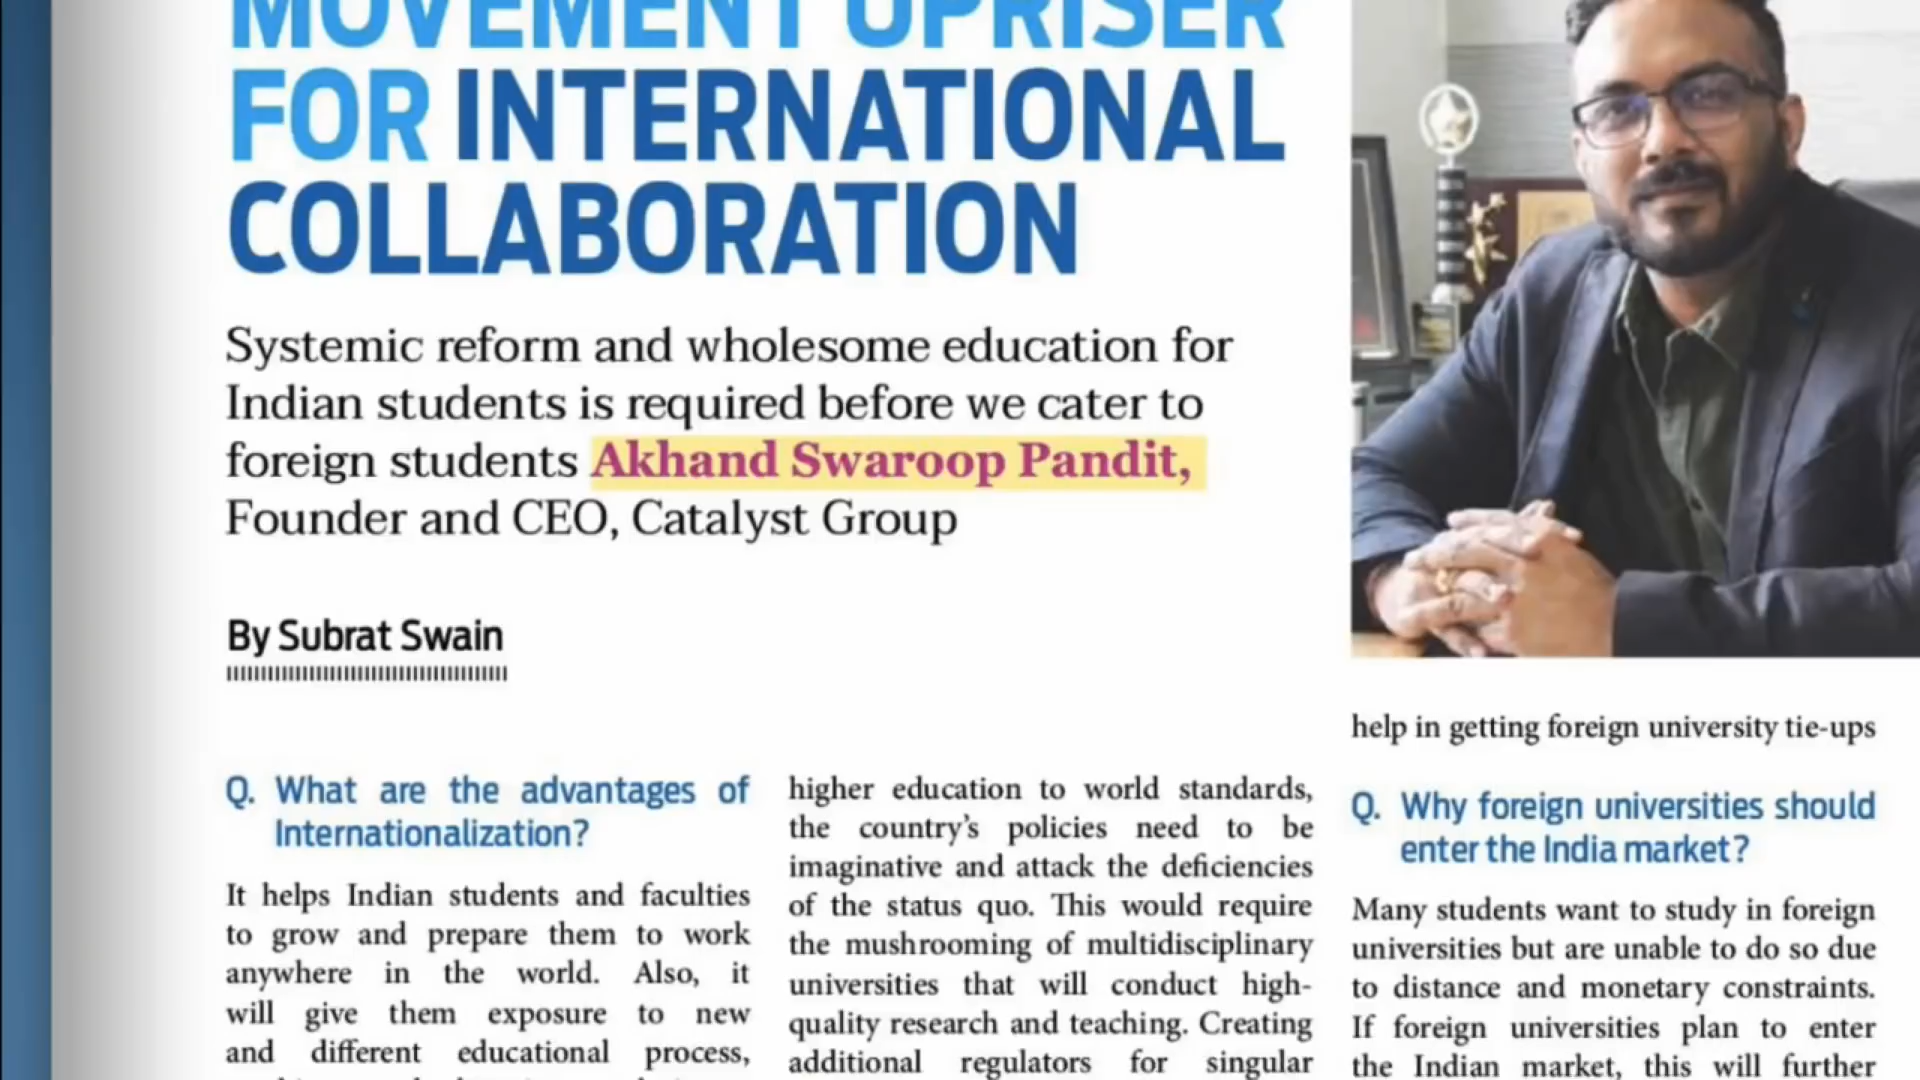 MOVEMENT UPRISER
FOR INTERNATIONAL
COLLABORATION
Systemic reform and wholesome education for
Indian students is required before we cater to
foreign students Akhand Swaroop Pandit,
Founder and CEO, Catalyst Group
By Subrat Swain
Q. What are the advantages of
Internationalization?
It helps Indian students and faculties
to grow and prepare them to work
anywhere in the world. Also, it
will give them exposure to new
and different educational process,
higher education to world standards,
the country's policies need to be
imaginative and attack the deficiencies
of the status quo. This would require
the mushrooming of multidisciplinary
universities that will conduct high-
quality research and teaching. Creating
additional regulators for singular
help in getting foreign university tie-ups
Q. Why foreign universities should
enter the India market?
Many students want to study in foreign
universities but are unable to do so due
to distance and monetary constraints.
If foreign universities plan to enter
the Indian market, this will further